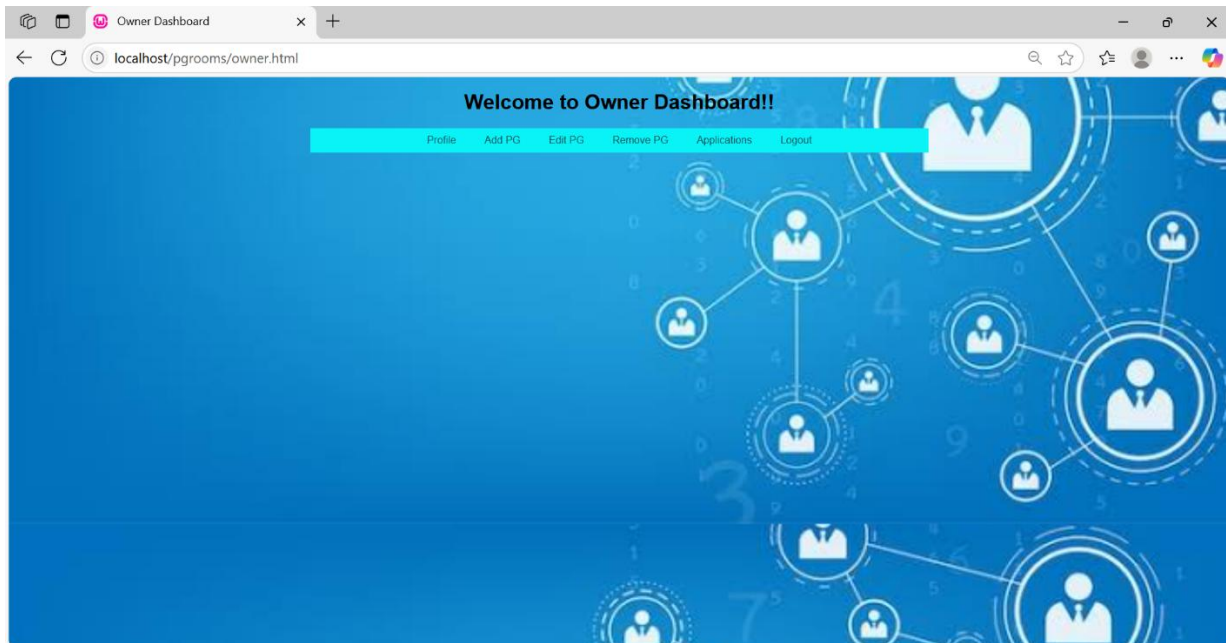 Owner Dashboard
localhost/pgrooms/owner.html
Welcome to Owner Dashboard!!
Profile Add PG Edit PG Remove PG Applications Logout